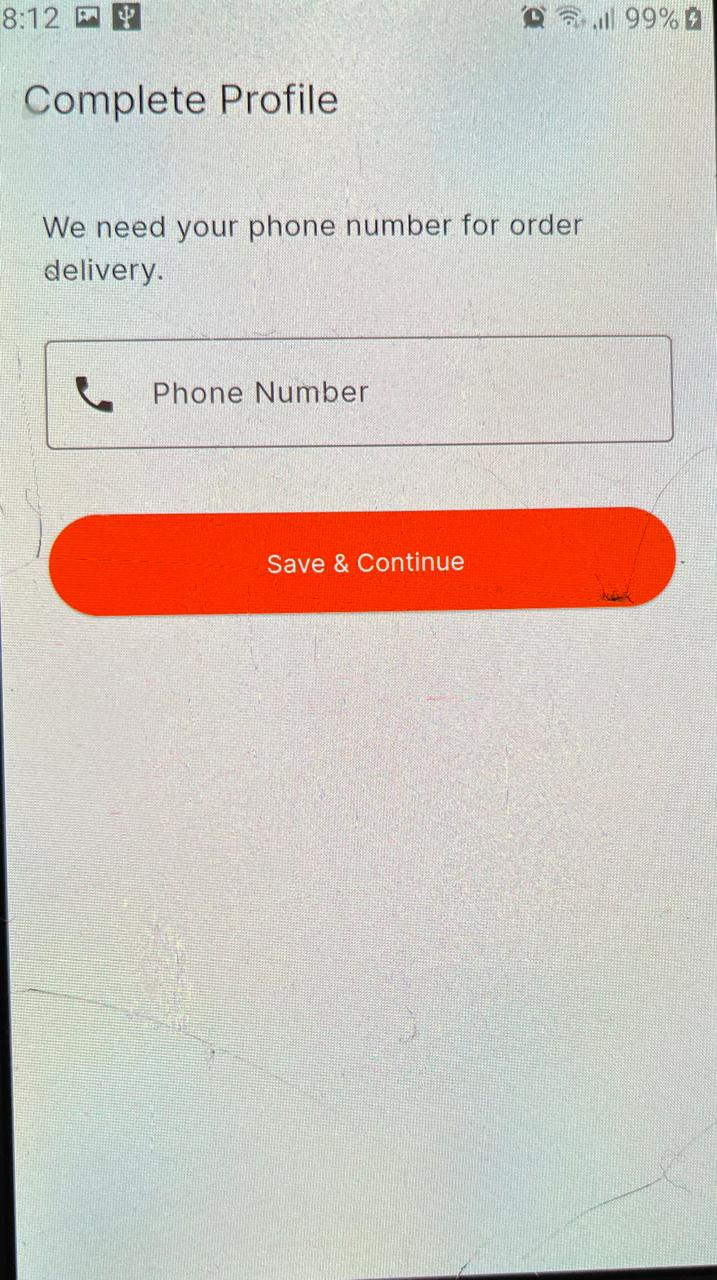 8:12 99%
Complete Profile
We need your phone number for order
delivery.
Phone Number
Save & Continue